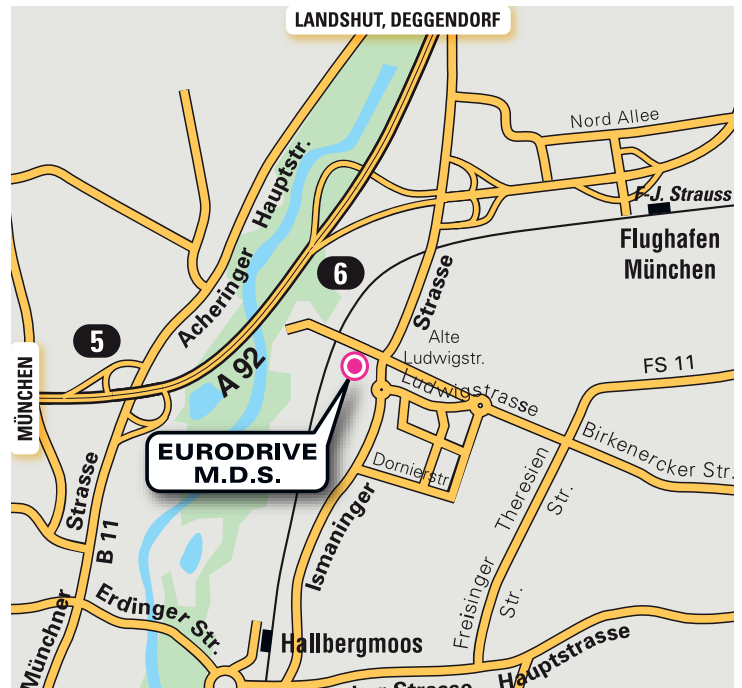 LANDSHUT, DEGGENDORF
Nord Allee
F-J. Strauss
Flughafen
München
Acheringer Hauptstr.
6
5
A 92
MÜNCHEN
Strasse
Alte
Ludwigstr.
Ludwigstrasse
FS 11
Birkenercker Str.
EURODRIVE
M.D.S.
Dornierstr.
Ismaninger
Theresien
Str.
Freisinger
Str.
Strasse
B 11
Münchner
Erdinger Str.
Hallbergmoos
Hauptstrasse
Strasse